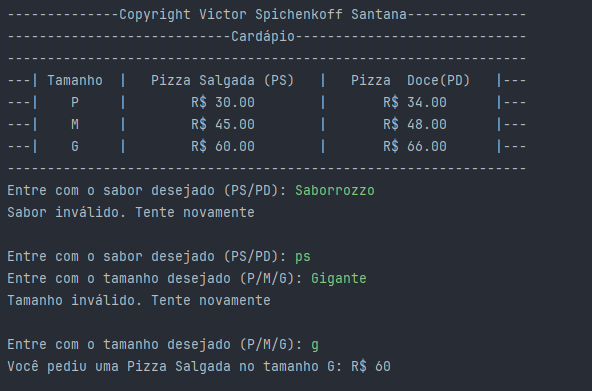 --------------Copyright Victor Spichenkoff Santana---------------
----------------------------Cardápio-----------------------------
-----------------------------------------------------------------
---| Tamanho  |   Pizza Salgada (PS)   |   Pizza  Doce(PD)   |---
---|    P     |        R$ 30.00        |       R$ 34.00      |---
---|    M     |        R$ 45.00        |       R$ 48.00      |---
---|    G     |        R$ 60.00        |       R$ 66.00      |---
-----------------------------------------------------------------
Entre com o sabor desejado (PS/PD): Saborrozzo
Sabor inválido. Tente novamente
Entre com o sabor desejado (PS/PD): ps
Entre com o tamanho desejado (P/M/G): Gigante
Tamanho inválido. Tente novamente
Entre com o tamanho desejado (P/M/G): g
Você pediu uma Pizza Salgada no tamanho G: R$ 60